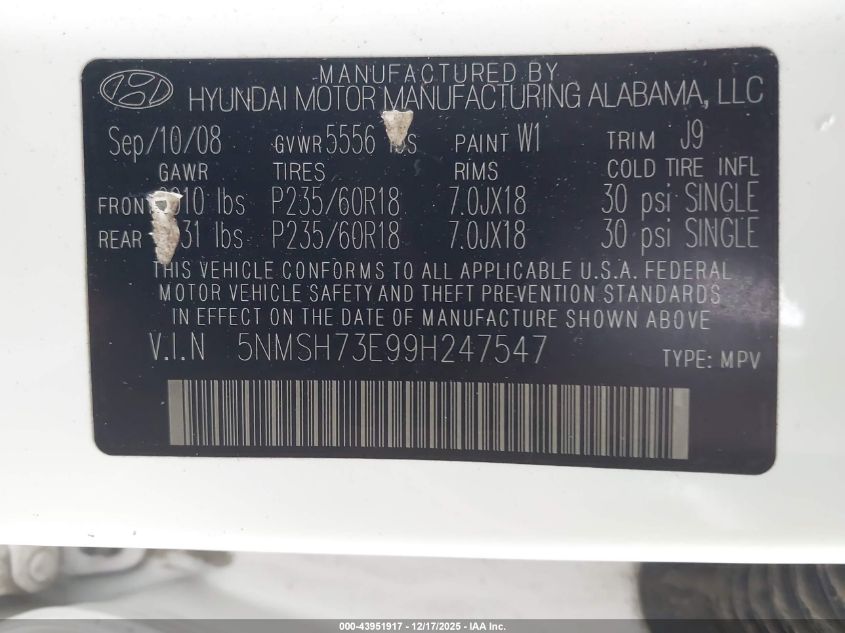 MANUFACTURED BY
HYUNDAI MOTOR MANUFACTURING ALABAMA, LLC
Sep/10/08 GVWR 5556 PAINT W1 TRIM J9
GAWR TIRES RIMS COLD TIRE INFL
FRONT lbs P235/60R18 7.0JX18 30 psi SINGLE
REAR lbs P235/60R18 7.0JX18 30 psi SINGLE
THIS VEHICLE CONFORMS TO ALL APPLICABLE U.S.A. FEDERAL
MOTOR VEHICLE SAFETY AND THEFT PREVENTION STANDARDS
IN EFFECT ON THE DATE OF MANUFACTURE SHOWN ABOVE
V.I.N 5NMSH73E99H247547 TYPE: MPV
000-43951917 - 12/17/2025 - IAA Inc.